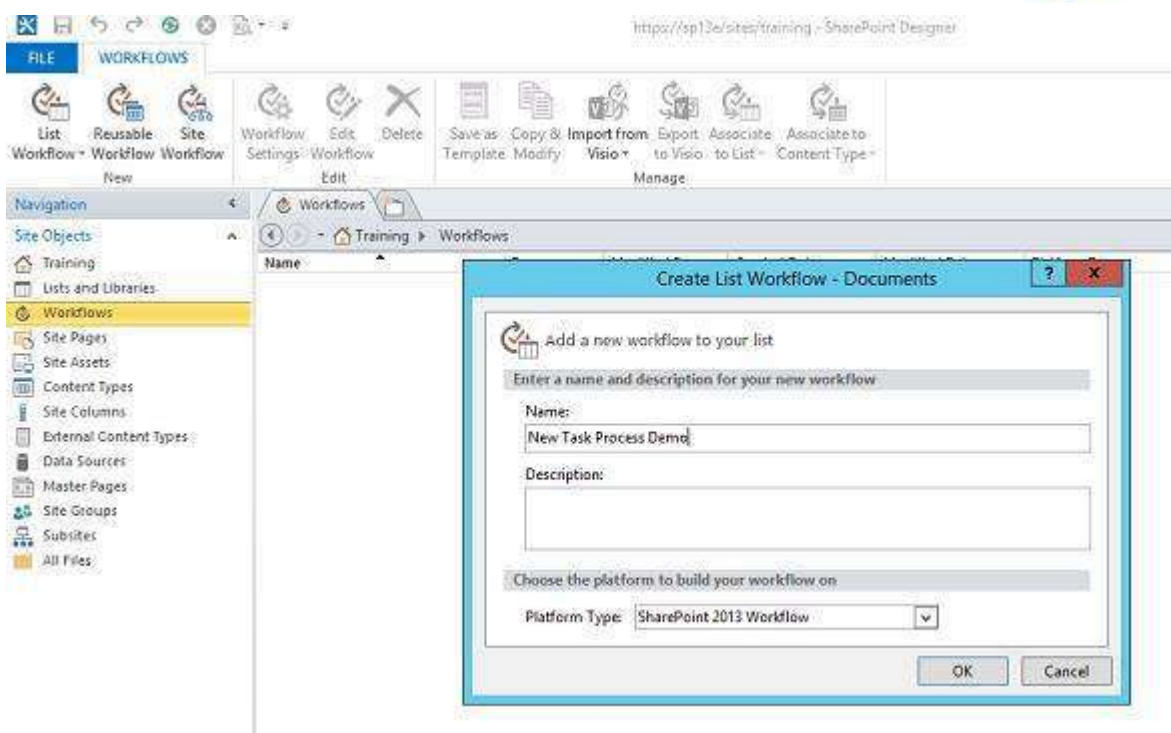 https://sp13e/sites/training - SharePoint Designer
FILE WORKFLOWS
List Workflow Reusable Workflow Site Workflow Workflow Settings Edit Workflow Delete Save as Template Copy & Modify Import from Visio Export to Visio Associate to List Associate to Content Type
New Edit Manage
Navigation
Workflows
Site Objects
Training Workflows
Training
Name
Lists and Libraries
Workflows
Site Pages
Site Assets
Content Types
Site Columns
External Content Types
Data Sources
Master Pages
Site Groups
Subsites
All Files
Create List Workflow - Documents
? X
Add a new workflow to your list
Enter a name and description for your new workflow
Name:
New Task Process Demo
Description:
Choose the platform to build your workflow on
Platform Type: SharePoint 2013 Workflow
OK Cancel